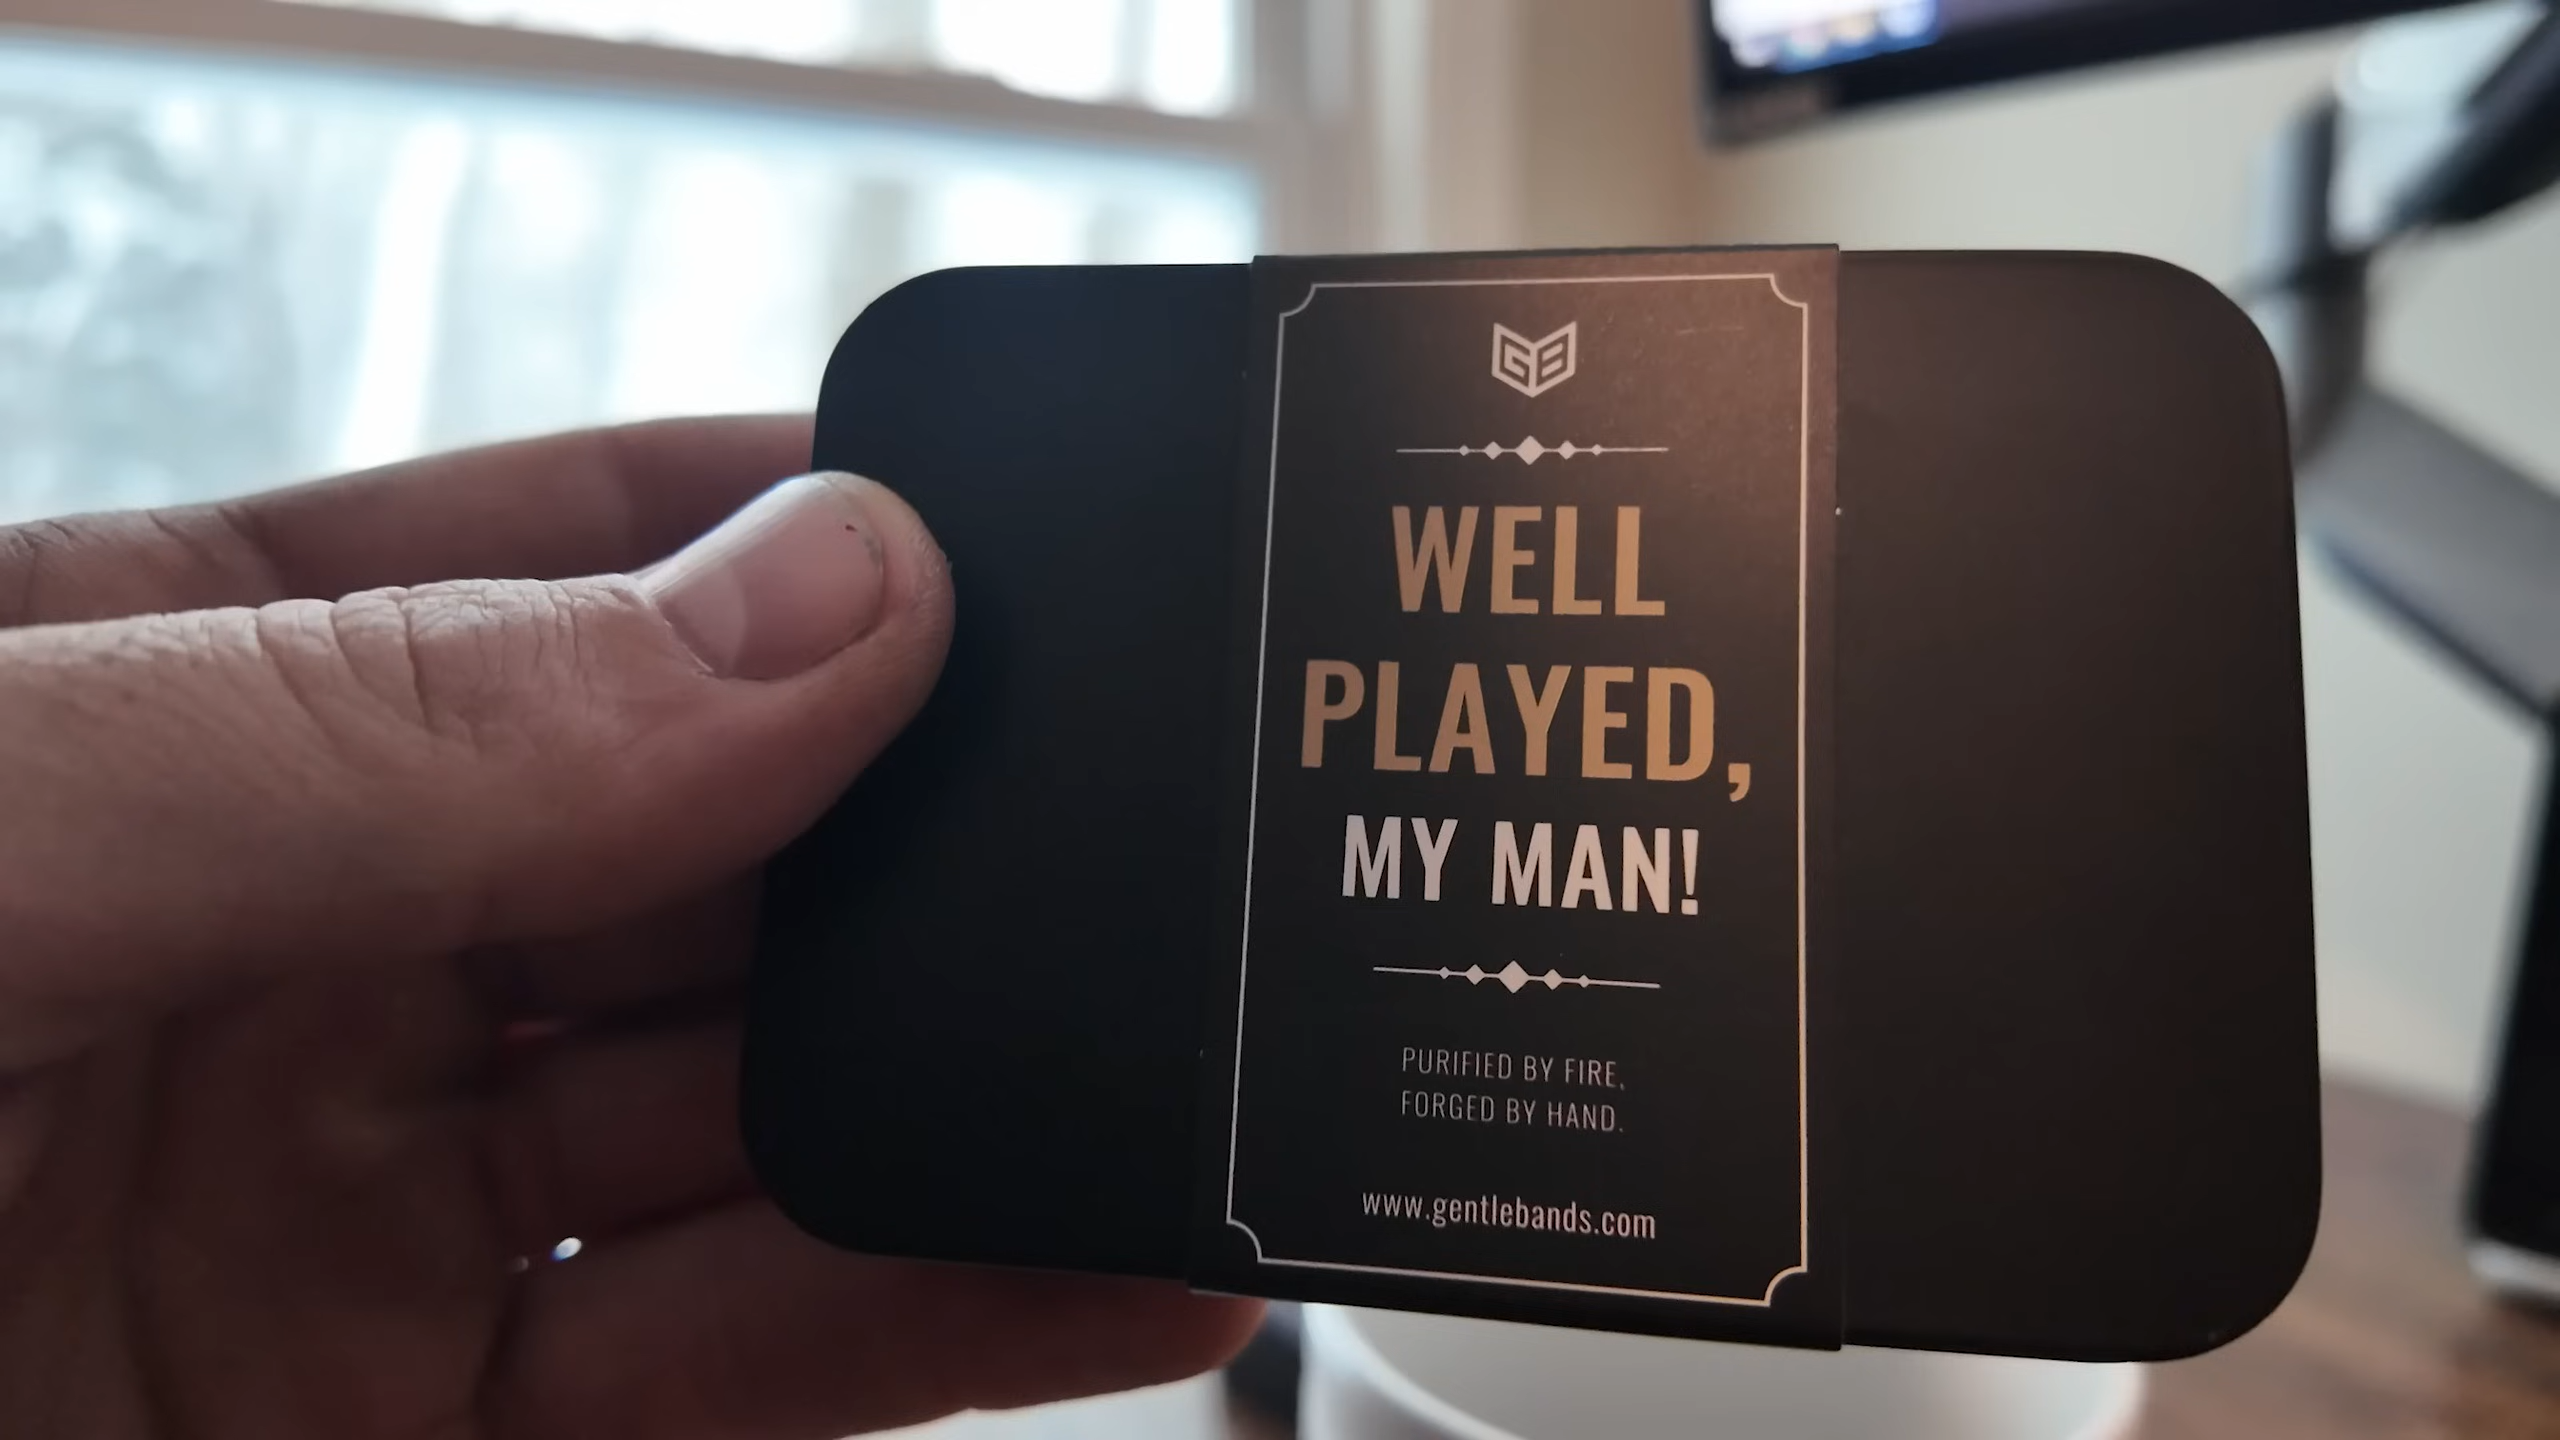 GB
WELL
PLAYED,
MY MAN!
PURIFIED BY FIRE.
FORGED BY HAND.
www.gentlebands.com